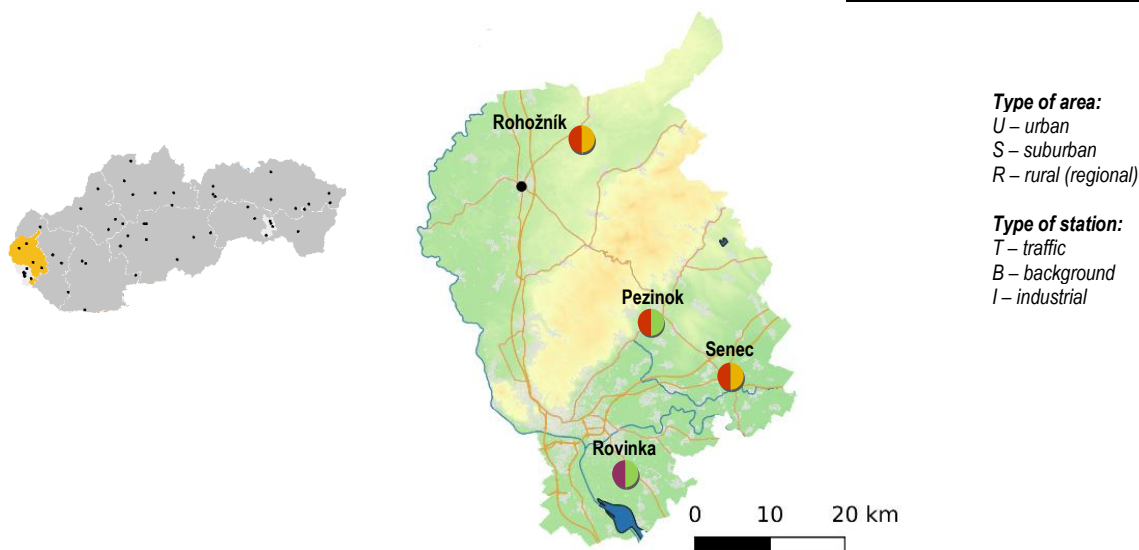 Rohožník
Pezinok
Senec
Rovinka
0 10 20 km
Type of area:
U – urban
S – suburban
R – rural (regional)
Type of station:
T – traffic
B – background
I – industrial